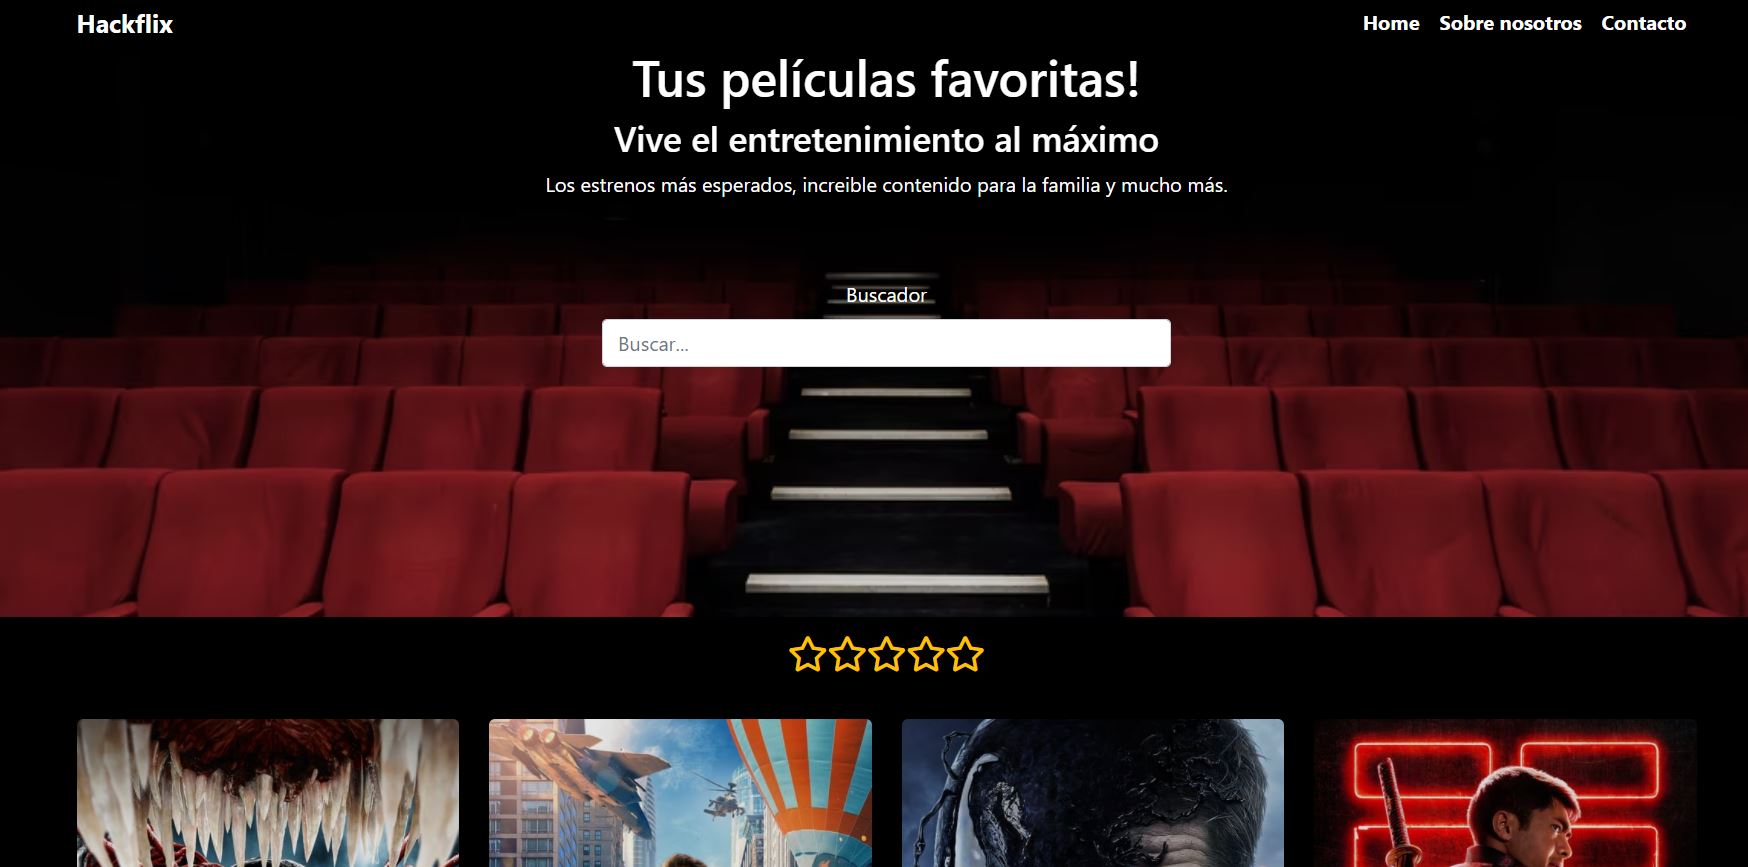 Hackflix
Home Sobre nosotros Contacto
Tus películas favoritas!
Vive el entretenimiento al máximo
Los estrenos más esperados, increible contenido para la familia y mucho más.
Buscador
Buscar...